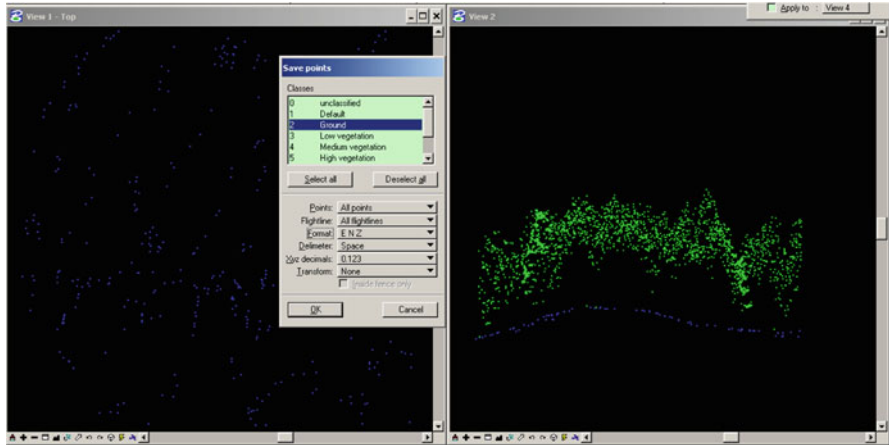 View 1 - Top
View 2
Apply to : View 4
Save points
Classes
0 unclassified
1 Default
2 Ground
3 Low vegetation
4 Medium vegetation
5 High vegetation
Select all Deselect all
Points: All points
Flightline: All flightlines
Format: E N Z
Delimeter: Space
Xyz decimals: 0.123
Transform: None
Inside fence only
OK Cancel